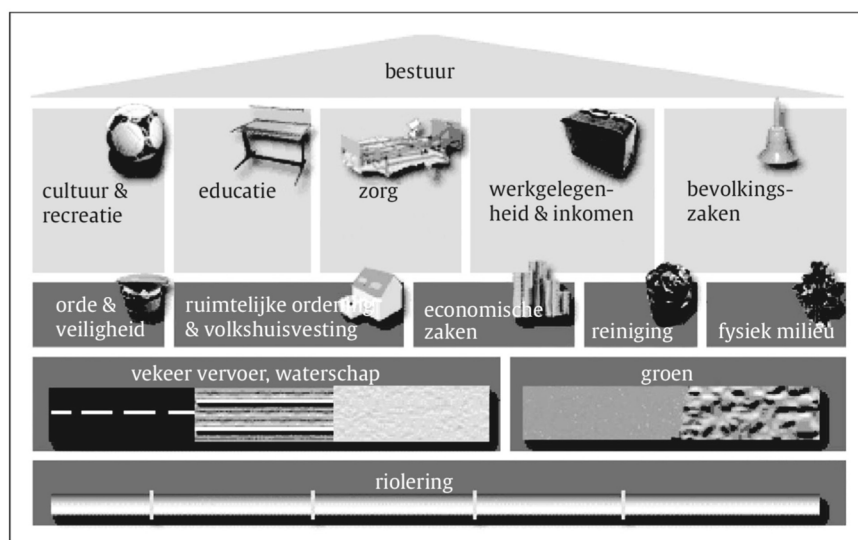 bestuur
cultuur &
recreatie
educatie
zorg
werkgelegen-
heid & inkomen
bevolkings-
zaken
orde &
veiligheid
ruimtelijke ordening
& volkshuisvesting
economische
zaken
reiniging
fysiek milieu
vekeer vervoer, waterschap
groen
riolering